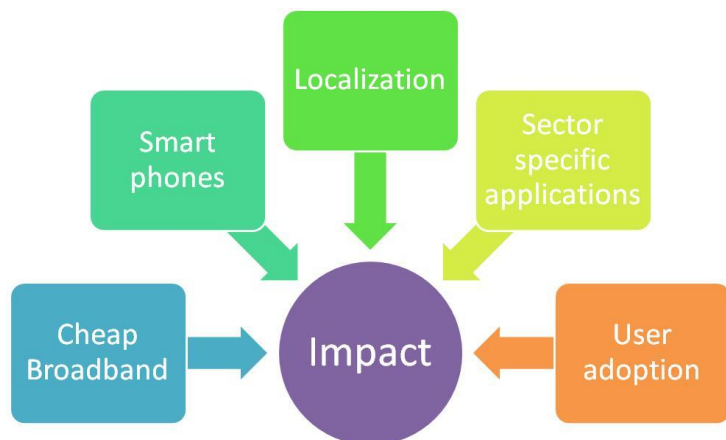 Localization
Smart
phones
Sector
specific
applications
Cheap
Broadband
Impact
User
adoption